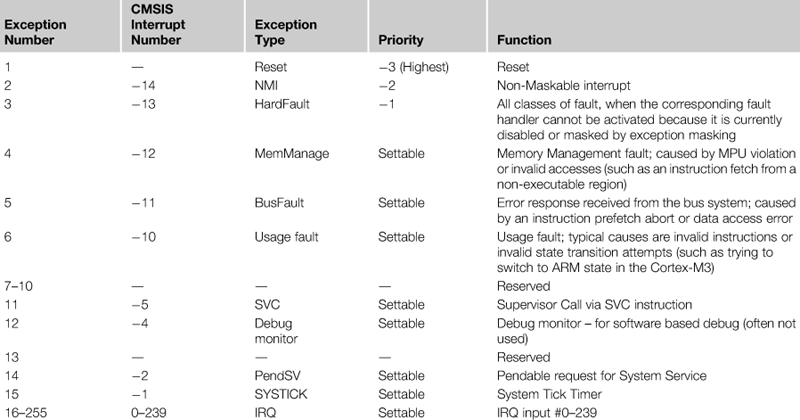 Exception Number CMSIS Interrupt Number Exception Type Priority Function
1 — Reset −3 (Highest) Reset
2 −14 NMI −2 Non-Maskable interrupt
3 −13 HardFault −1 All classes of fault, when the corresponding fault
handler cannot be activated because it is currently
disabled or masked by exception masking
4 −12 MemManage Settable Memory Management fault; caused by MPU violation
or invalid accesses (such as an instruction fetch from a
non-executable region)
5 −11 BusFault Settable Error response received from the bus system; caused
by an instruction prefetch abort or data access error
6 −10 Usage fault Settable Usage fault; typical causes are invalid instructions or
invalid state transition attempts (such as trying to
switch to ARM state in the Cortex-M3)
7–10 — — — Reserved
11 −5 SVC Settable Supervisor Call via SVC instruction
12 −4 Debug monitor Settable Debug monitor – for software based debug (often not
used)
13 — — — Reserved
14 −2 PendSV Settable Pendable request for System Service
15 −1 SYSTICK Settable System Tick Timer
16–255 0–239 IRQ Settable IRQ input #0–239